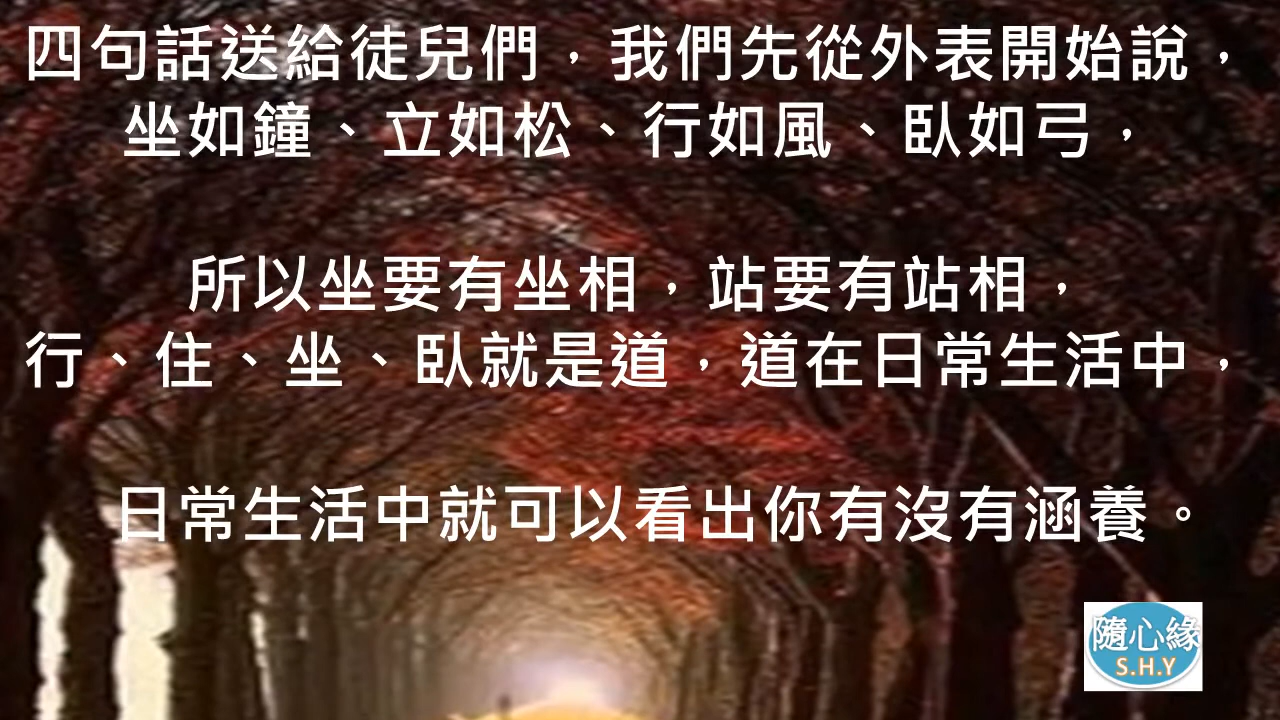 四句話送給徒兒們，我們先從外表開始說，
坐如鐘、立如松、行如風、臥如弓，
所以坐要有坐相，站要有站相，
行、住、坐、臥就是道，道在日常生活中，
日常生活中就可以看出你有沒有涵養。
隨心緣
S.H.Y